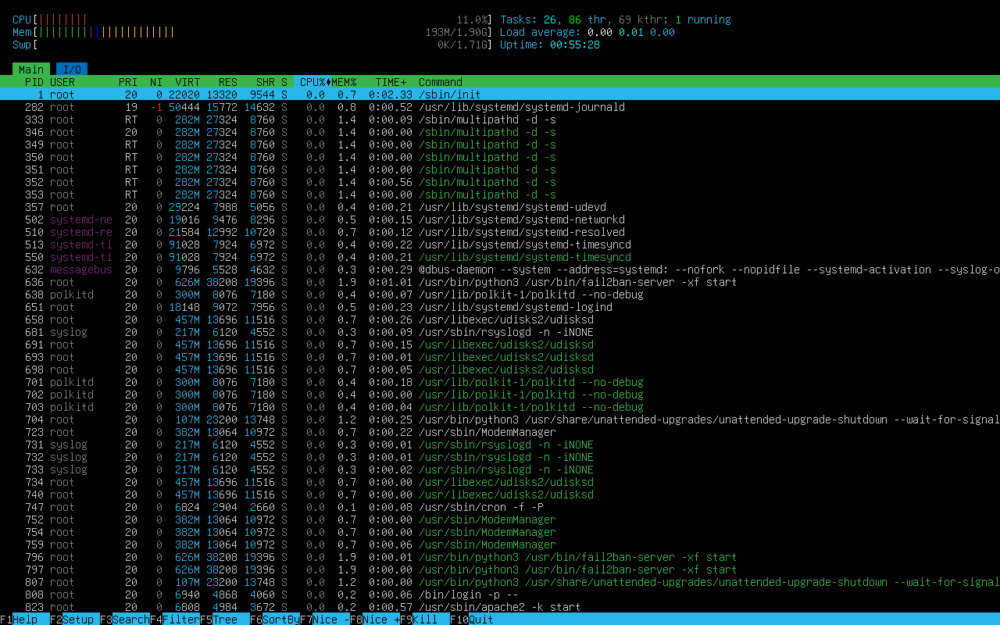 CPU[|||||||| 11.0%] Tasks: 26, 86 thr, 69 kthr; 1 running
Mem[|||||||||||||||||||||| 193M/1.90G] Load average: 0.00 0.01 0.00
Swp[ 0K/1.71G] Uptime: 00:55:28
Main I/O
PID USER PRI NI VIRT RES SHR S CPU% MEM% TIME+ Command
1 root 20 0 22020 13320 9544 S 0.0 0.7 0:02.33 /sbin/init
282 root 19 -1 50444 15772 14632 S 0.0 0.8 0:00.52 /usr/lib/systemd/systemd-journald
333 root RT 0 282M 27324 8760 S 0.0 1.4 0:00.09 /sbin/multipathd -d -s
346 root 20 0 282M 27324 8760 S 0.0 1.4 0:00.00 /sbin/multipathd -d -s
349 root RT 0 282M 27324 8760 S 0.0 1.4 0:00.00 /sbin/multipathd -d -s
350 root RT 0 282M 27324 8760 S 0.0 1.4 0:00.00 /sbin/multipathd -d -s
351 root RT 0 282M 27324 8760 S 0.0 1.4 0:00.00 /sbin/multipathd -d -s
352 root RT 0 282M 27324 8760 S 0.0 1.4 0:00.56 /sbin/multipathd -d -s
353 root RT 0 282M 27324 8760 S 0.0 1.4 0:00.00 /sbin/multipathd -d -s
357 root 20 0 29224 7988 5056 S 0.0 0.4 0:00.21 /usr/lib/systemd/systemd-udevd
502 systemd-ne 20 0 19016 9476 8296 S 0.0 0.5 0:00.15 /usr/lib/systemd/systemd-networkd
510 systemd-re 20 0 21584 12992 10720 S 0.0 0.7 0:00.12 /usr/lib/systemd/systemd-resolved
513 systemd-ti 20 0 91028 7924 6972 S 0.0 0.4 0:00.22 /usr/lib/systemd/systemd-timesyncd
550 systemd-ti 20 0 91028 7924 6972 S 0.0 0.4 0:00.21 /usr/lib/systemd/systemd-timesyncd
632 messagebus 20 0 9796 5528 4632 S 0.0 0.3 0:00.29 @dbus-daemon --system --address=systemd: --nofork --nopidfile --systemd-activation --syslog-o
636 root 20 0 626M 38208 19396 S 0.0 1.9 0:01.01 /usr/bin/python3 /usr/bin/fail2ban-server -xf start
638 polkitd 20 0 300M 8076 7180 S 0.0 0.4 0:00.07 /usr/lib/polkit-1/polkitd --no-debug
651 root 20 0 18148 9072 7956 S 0.0 0.5 0:00.23 /usr/lib/systemd/systemd-logind
658 root 20 0 457M 13696 11516 S 0.0 0.7 0:00.26 /usr/libexec/udisks2/udisksd
681 syslog 20 0 217M 6120 4552 S 0.0 0.3 0:00.09 /usr/sbin/rsyslogd -n -iNONE
691 root 20 0 457M 13696 11516 S 0.0 0.7 0:00.15 /usr/libexec/udisks2/udisksd
693 root 20 0 457M 13696 11516 S 0.0 0.7 0:00.01 /usr/libexec/udisks2/udisksd
698 root 20 0 457M 13696 11516 S 0.0 0.7 0:00.05 /usr/libexec/udisks2/udisksd
701 polkitd 20 0 300M 8076 7180 S 0.0 0.4 0:00.18 /usr/lib/polkit-1/polkitd --no-debug
702 polkitd 20 0 300M 8076 7180 S 0.0 0.4 0:00.00 /usr/lib/polkit-1/polkitd --no-debug
703 polkitd 20 0 300M 8076 7180 S 0.0 0.4 0:00.04 /usr/lib/polkit-1/polkitd --no-debug
704 root 20 0 107M 23200 13748 S 0.0 1.2 0:00.25 /usr/bin/python3 /usr/share/unattended-upgrades/unattended-upgrade-shutdown --wait-for-signal
723 root 20 0 382M 13064 10972 S 0.0 0.7 0:00.22 /usr/sbin/ModemManager
731 syslog 20 0 217M 6120 4552 S 0.0 0.3 0:00.01 /usr/sbin/rsyslogd -n -iNONE
732 syslog 20 0 217M 6120 4552 S 0.0 0.3 0:00.01 /usr/sbin/rsyslogd -n -iNONE
733 syslog 20 0 217M 6120 4552 S 0.0 0.3 0:00.02 /usr/sbin/rsyslogd -n -iNONE
734 root 20 0 457M 13696 11516 S 0.0 0.7 0:00.00 /usr/libexec/udisks2/udisksd
740 root 20 0 457M 13696 11516 S 0.0 0.7 0:00.00 /usr/libexec/udisks2/udisksd
747 root 20 0 6824 2904 2660 S 0.0 0.1 0:00.08 /usr/sbin/cron -f -P
752 root 20 0 382M 13064 10972 S 0.0 0.7 0:00.00 /usr/sbin/ModemManager
754 root 20 0 382M 13064 10972 S 0.0 0.7 0:00.00 /usr/sbin/ModemManager
759 root 20 0 382M 13064 10972 S 0.0 0.7 0:00.06 /usr/sbin/ModemManager
796 root 20 0 626M 38208 19396 S 0.0 1.9 0:00.01 /usr/bin/python3 /usr/bin/fail2ban-server -xf start
797 root 20 0 626M 38208 19396 S 0.0 1.9 0:00.00 /usr/bin/python3 /usr/bin/fail2ban-server -xf start
807 root 20 0 107M 23200 13748 S 0.0 1.2 0:00.00 /usr/bin/python3 /usr/share/unattended-upgrades/unattended-upgrade-shutdown --wait-for-signal
808 root 20 0 6940 4868 4060 S 0.0 0.2 0:00.06 /bin/login -p --
823 root 20 0 6808 4984 3672 S 0.0 0.2 0:00.57 /usr/sbin/apache2 -k start
F1Help F2Setup F3SearchF4FilterF5Tree F6SortByF7Nice -F8Nice +F9Kill F10Quit